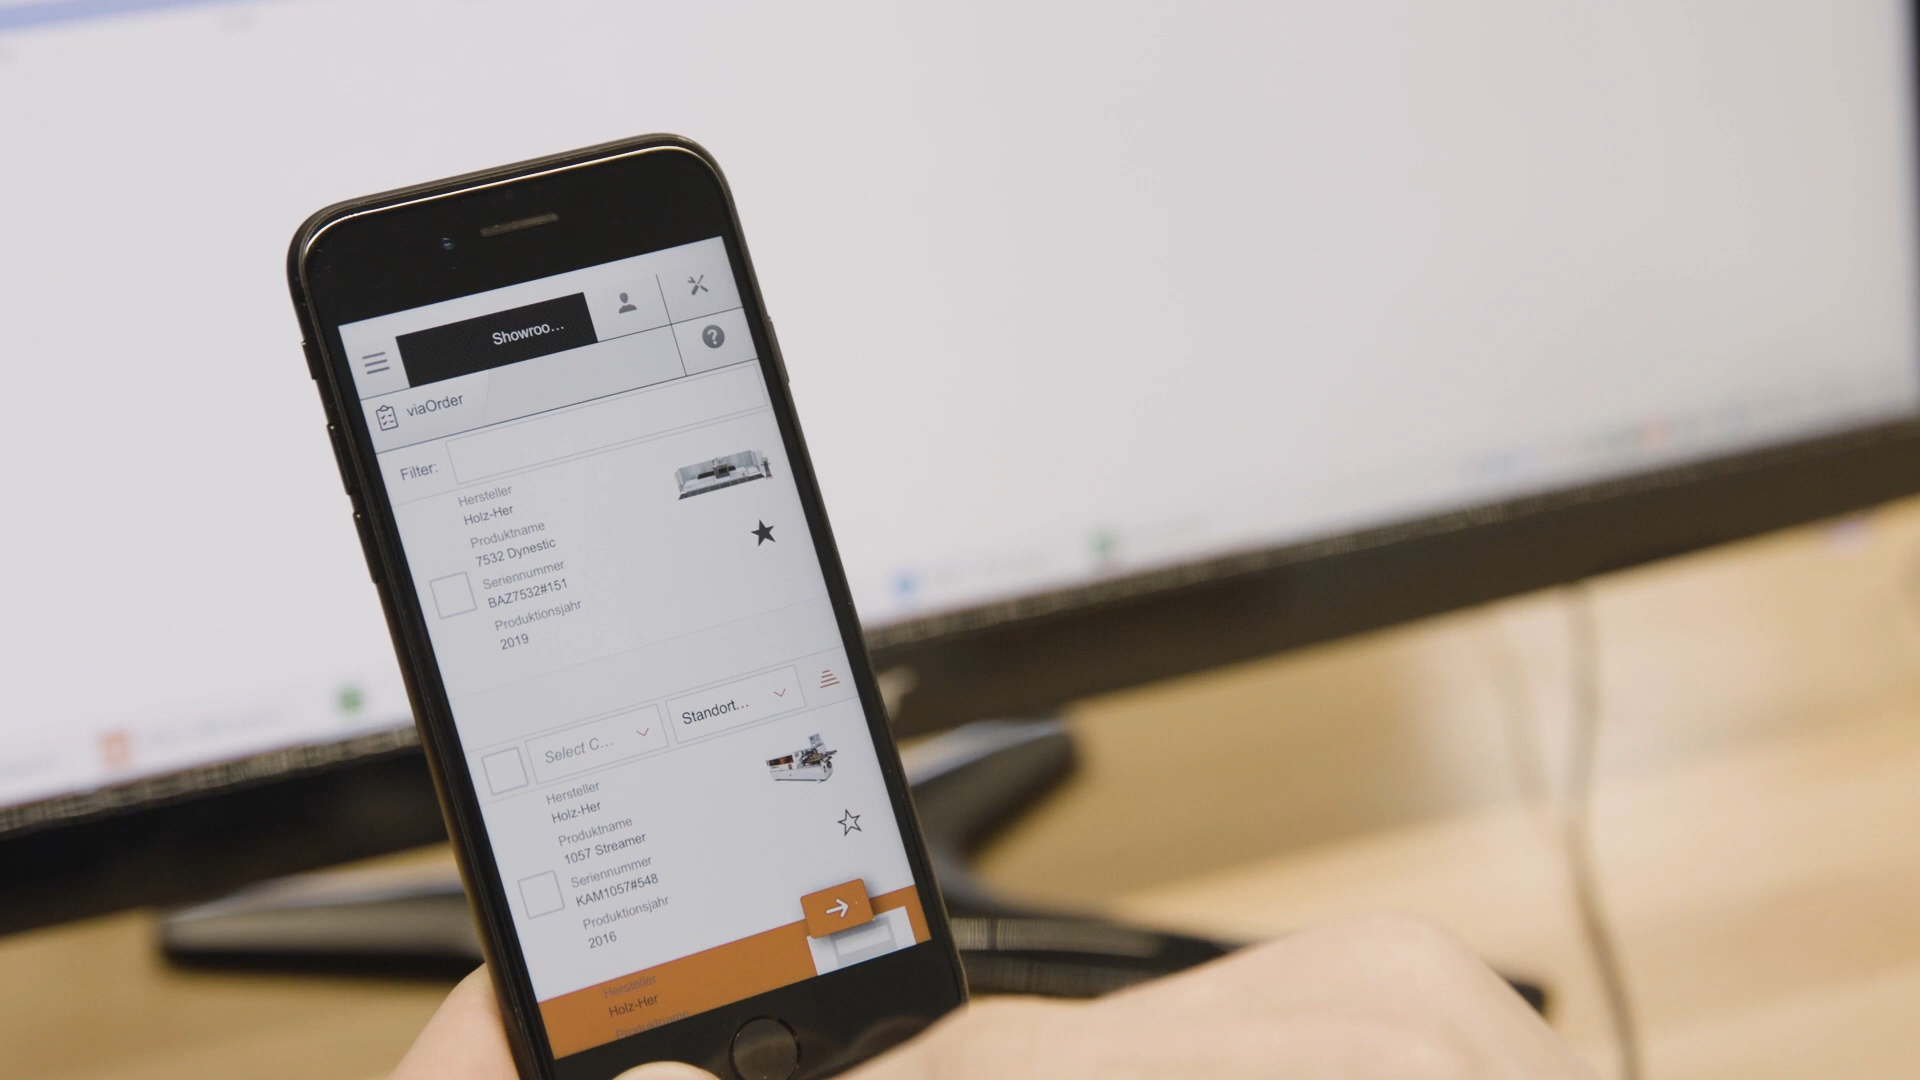 Showroo...
viaOrder
Filter:
Hersteller
Holz-Her
Produktname
7532 Dynestic
Seriennummer
BAZ7532#151
Produktionsjahr
2019
Select C...
Standort...
Hersteller
Holz-Her
Produktname
1057 Streamer
Seriennummer
KAM1057#548
Produktionsjahr
2016
Hersteller
Holz-Her
Produktname